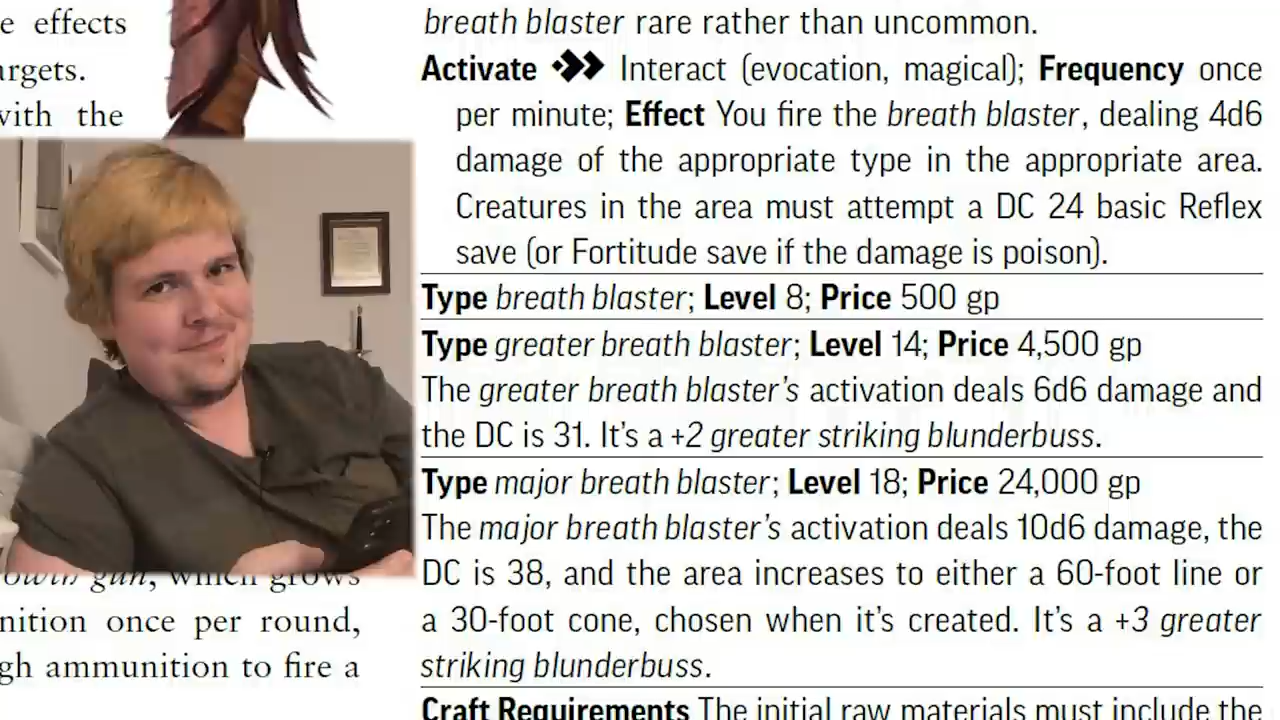 e effects
argets.
with the
owth gun, which grows
nition once per round,
gh ammunition to fire a
breath blaster rare rather than uncommon.
Activate Interact (evocation, magical); Frequency once
per minute; Effect You fire the breath blaster, dealing 4d6
damage of the appropriate type in the appropriate area.
Creatures in the area must attempt a DC 24 basic Reflex
save (or Fortitude save if the damage is poison).
Type breath blaster; Level 8; Price 500 gp
Type greater breath blaster; Level 14; Price 4,500 gp
The greater breath blaster’s activation deals 6d6 damage and
the DC is 31. It’s a +2 greater striking blunderbuss.
Type major breath blaster; Level 18; Price 24,000 gp
The major breath blaster’s activation deals 10d6 damage, the
DC is 38, and the area increases to either a 60-foot line or
a 30-foot cone, chosen when it’s created. It’s a +3 greater
striking blunderbuss.
Craft Requirements The initial raw materials must include the